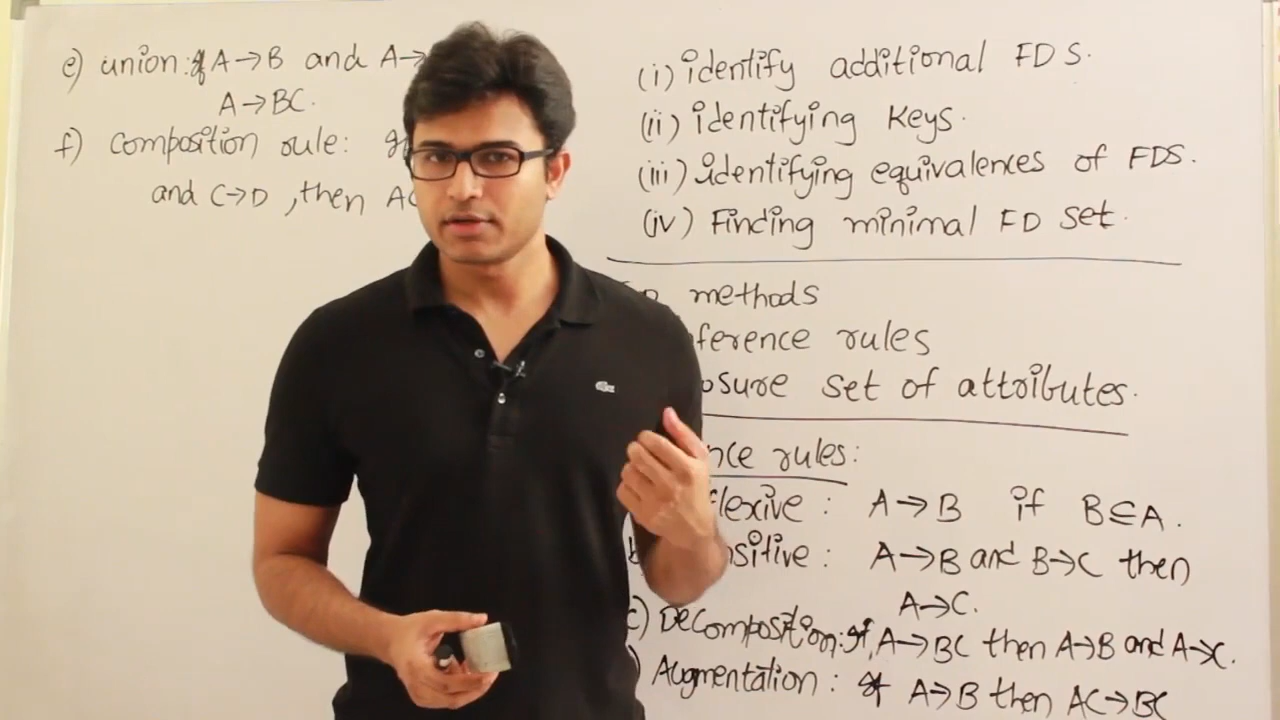 e) union: If A→B and A→
A→BC.
f) composition rule: If
and C→D, then AC
(i) identify additional FDS.
(ii) identifying Keys.
(iii) identifying equivalences of FDS.
(iv) Finding minimal FD set.
methods
ference rules
osure set of attributes.
nce rules:
flexive: A→B if B⊆A.
sitive: A→B and B→C then
A→C.
c) Decomposition: if, A→BC then A→B and A→C.
) Augmentation: If A→B then AC→BC